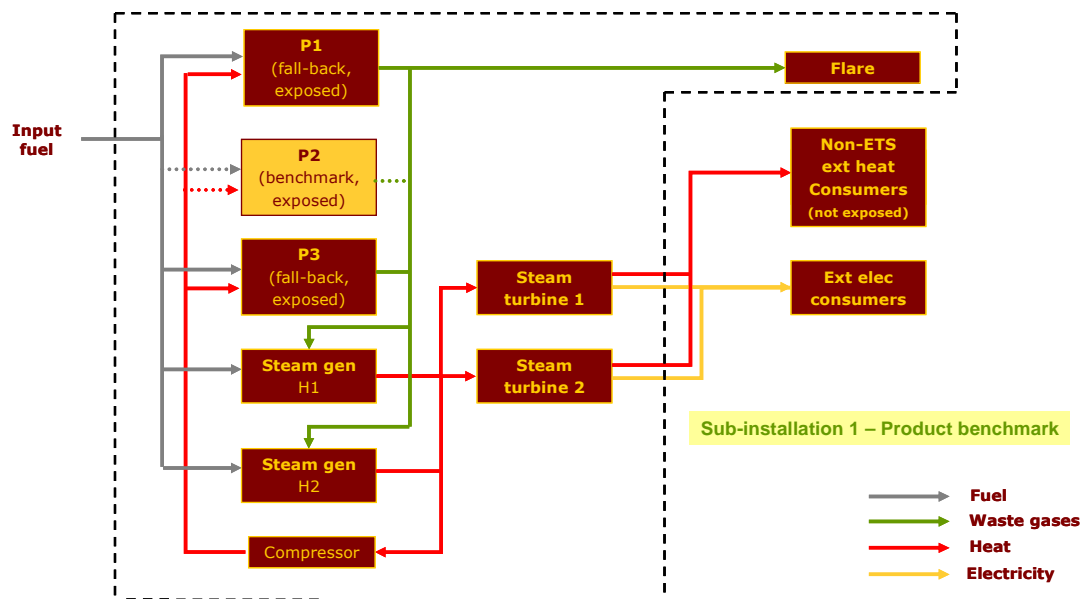 P1
(fall-back,
exposed)
Flare
Input
fuel
P2
(benchmark,
exposed)
Non-ETS
ext heat
Consumers
(not exposed)
P3
(fall-back,
exposed)
Steam
turbine 1
Ext elec
consumers
Steam gen
H1
Steam
turbine 2
Sub-installation 1 – Product benchmark
Steam gen
H2
Fuel
Waste gases
Heat
Electricity
Compressor